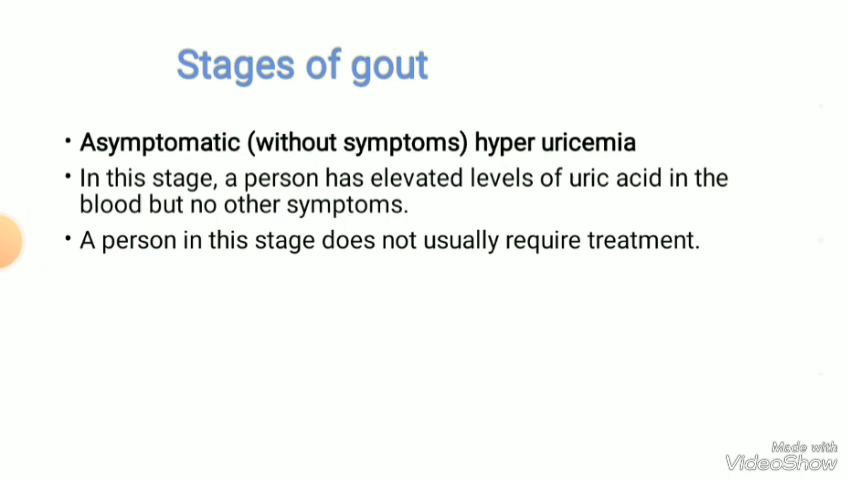 Stages of gout
• Asymptomatic (without symptoms) hyper uricemia
• In this stage, a person has elevated levels of uric acid in the
blood but no other symptoms.
• A person in this stage does not usually require treatment.
Made with
VideoShow